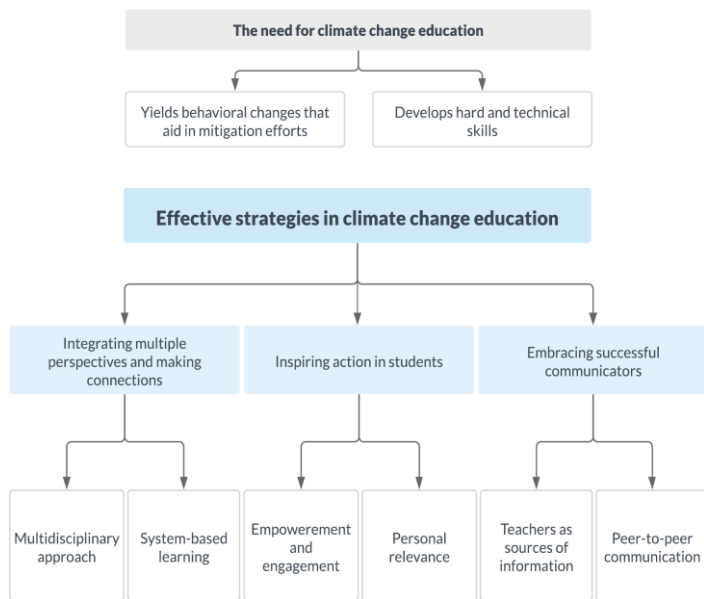 The need for climate change education
Yields behavioral changes that
aid in mitigation efforts
Develops hard and technical
skills
Effective strategies in climate change education
Integrating multiple
perspectives and making
connections
Inspiring action in students
Embracing successful
communicators
Multidisciplinary
approach
System-based
learning
Empowerement
and
engagement
Personal
relevance
Teachers as
sources of
information
Peer-to-peer
communication